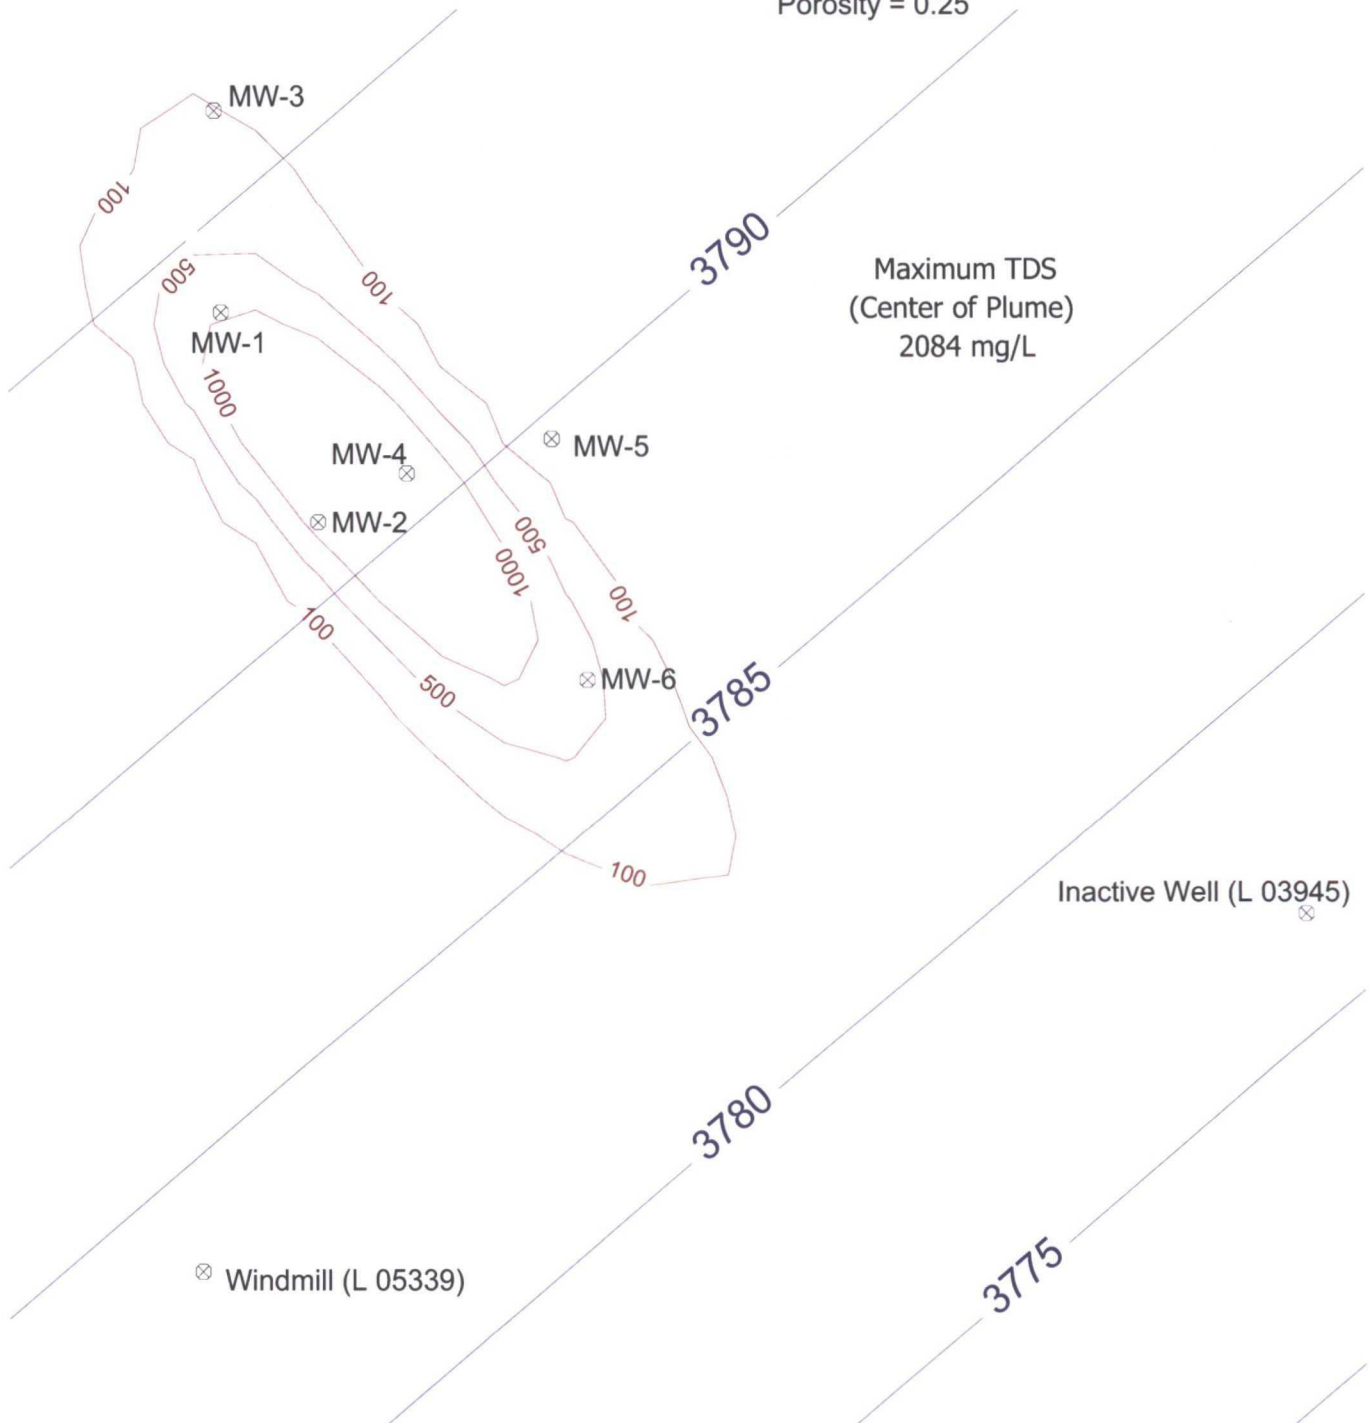 Porosity = 0.25
MW-3
100
3790
500
100
Maximum TDS
(Center of Plume)
2084 mg/L
MW-1
1000
MW-4
MW-5
MW-2
500
1000
100
100
MW-6
500
3785
100
Inactive Well (L 03945)
3780
3775
Windmill (L 05339)